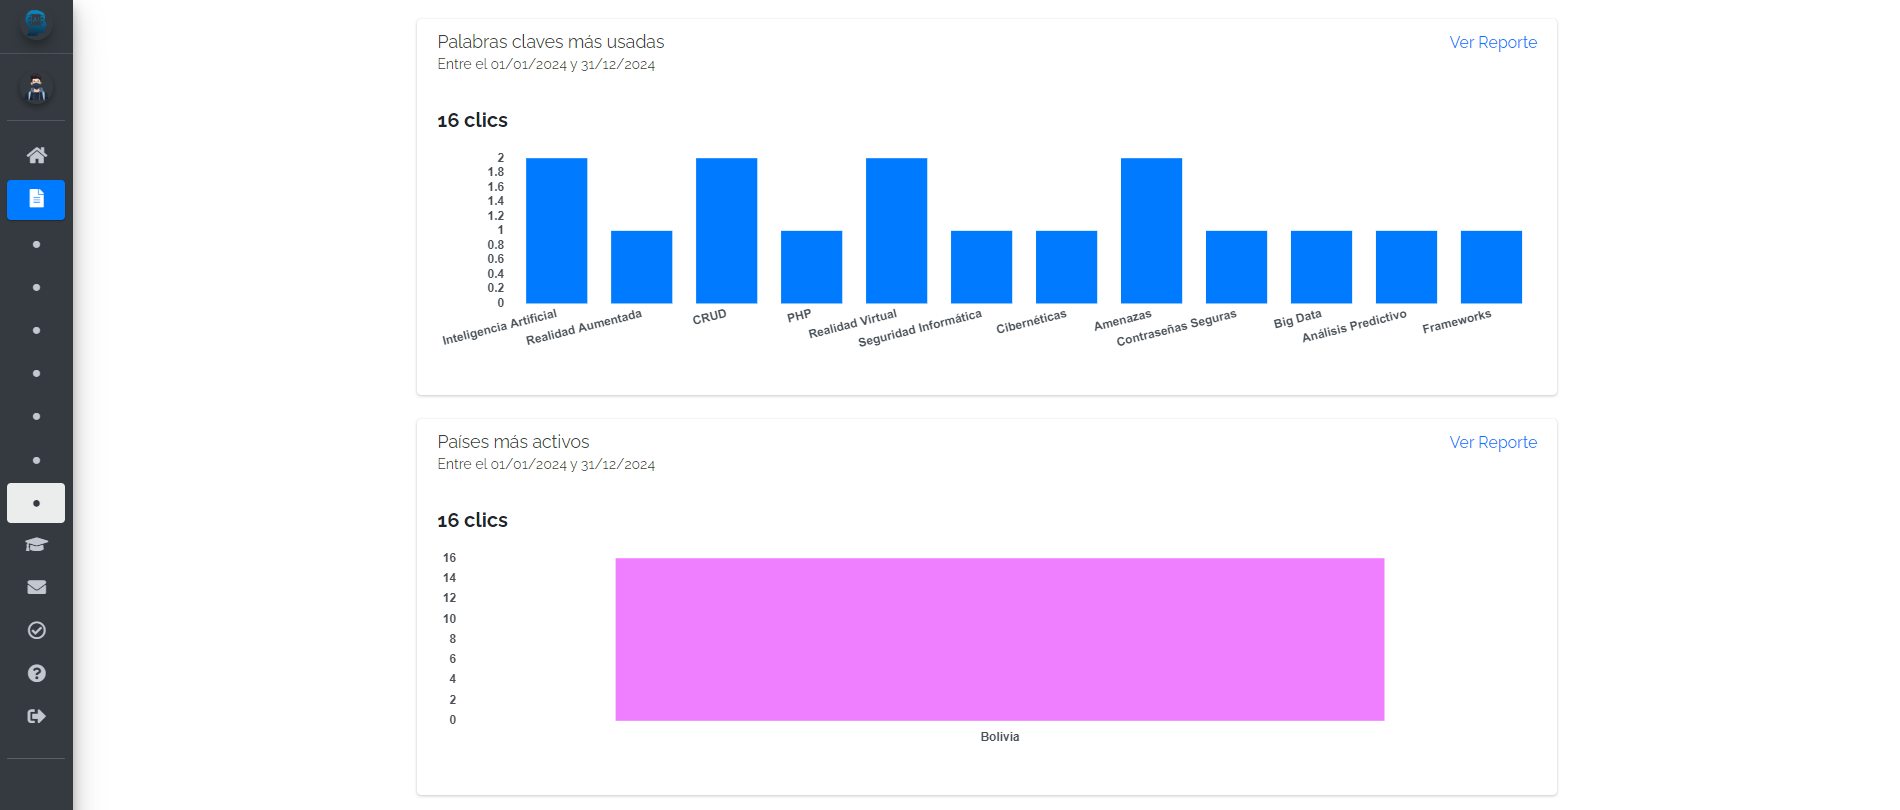 Palabras claves más usadas
Ver Reporte
Entre el 01/01/2024 y 31/12/2024
16 clics
2
1.8
1.6
1.4
1.2
1
0.8
0.6
0.4
0.2
0
Inteligencia Artificial
Realidad Aumentada
CRUD
PHP
Realidad Virtual
Seguridad Informática
Cibernéticas
Amenazas
Contraseñas Seguras
Big Data
Análisis Predictivo
Frameworks
Países más activos
Ver Reporte
Entre el 01/01/2024 y 31/12/2024
16 clics
16
14
12
10
8
6
4
2
0
Bolivia